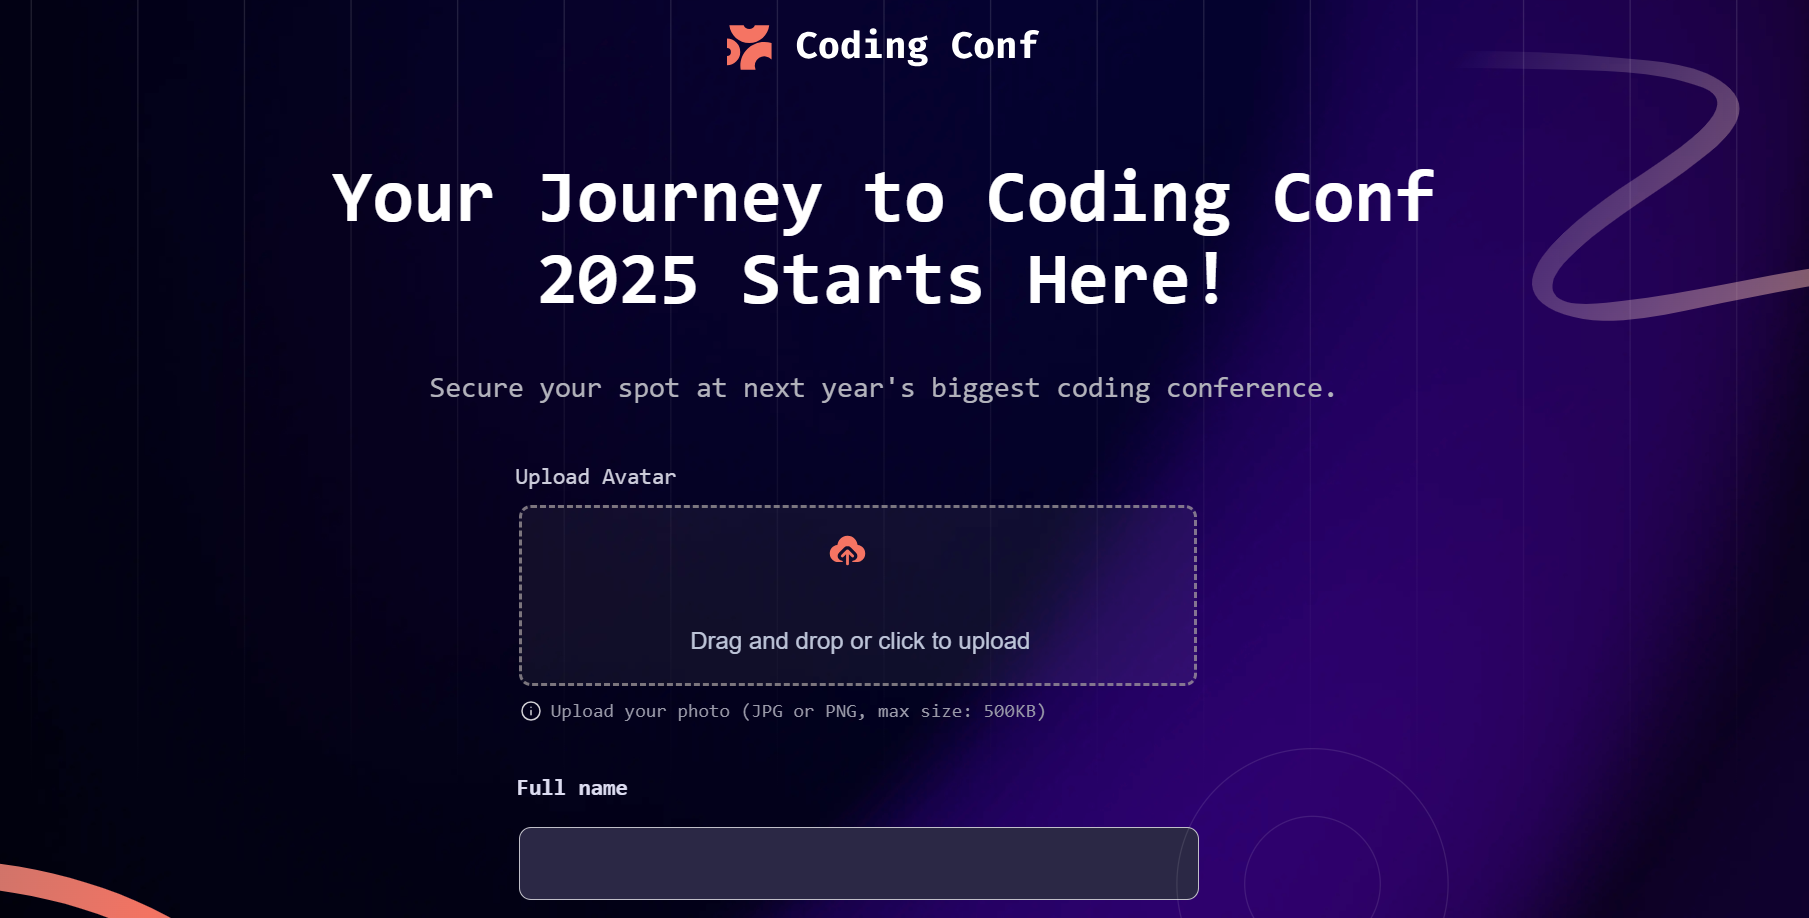 Coding Conf
Your Journey to Coding Conf
2025 Starts Here!
Secure your spot at next year's biggest coding conference.
Upload Avatar
Drag and drop or click to upload
Upload your photo (JPG or PNG, max size: 500KB)
Full name